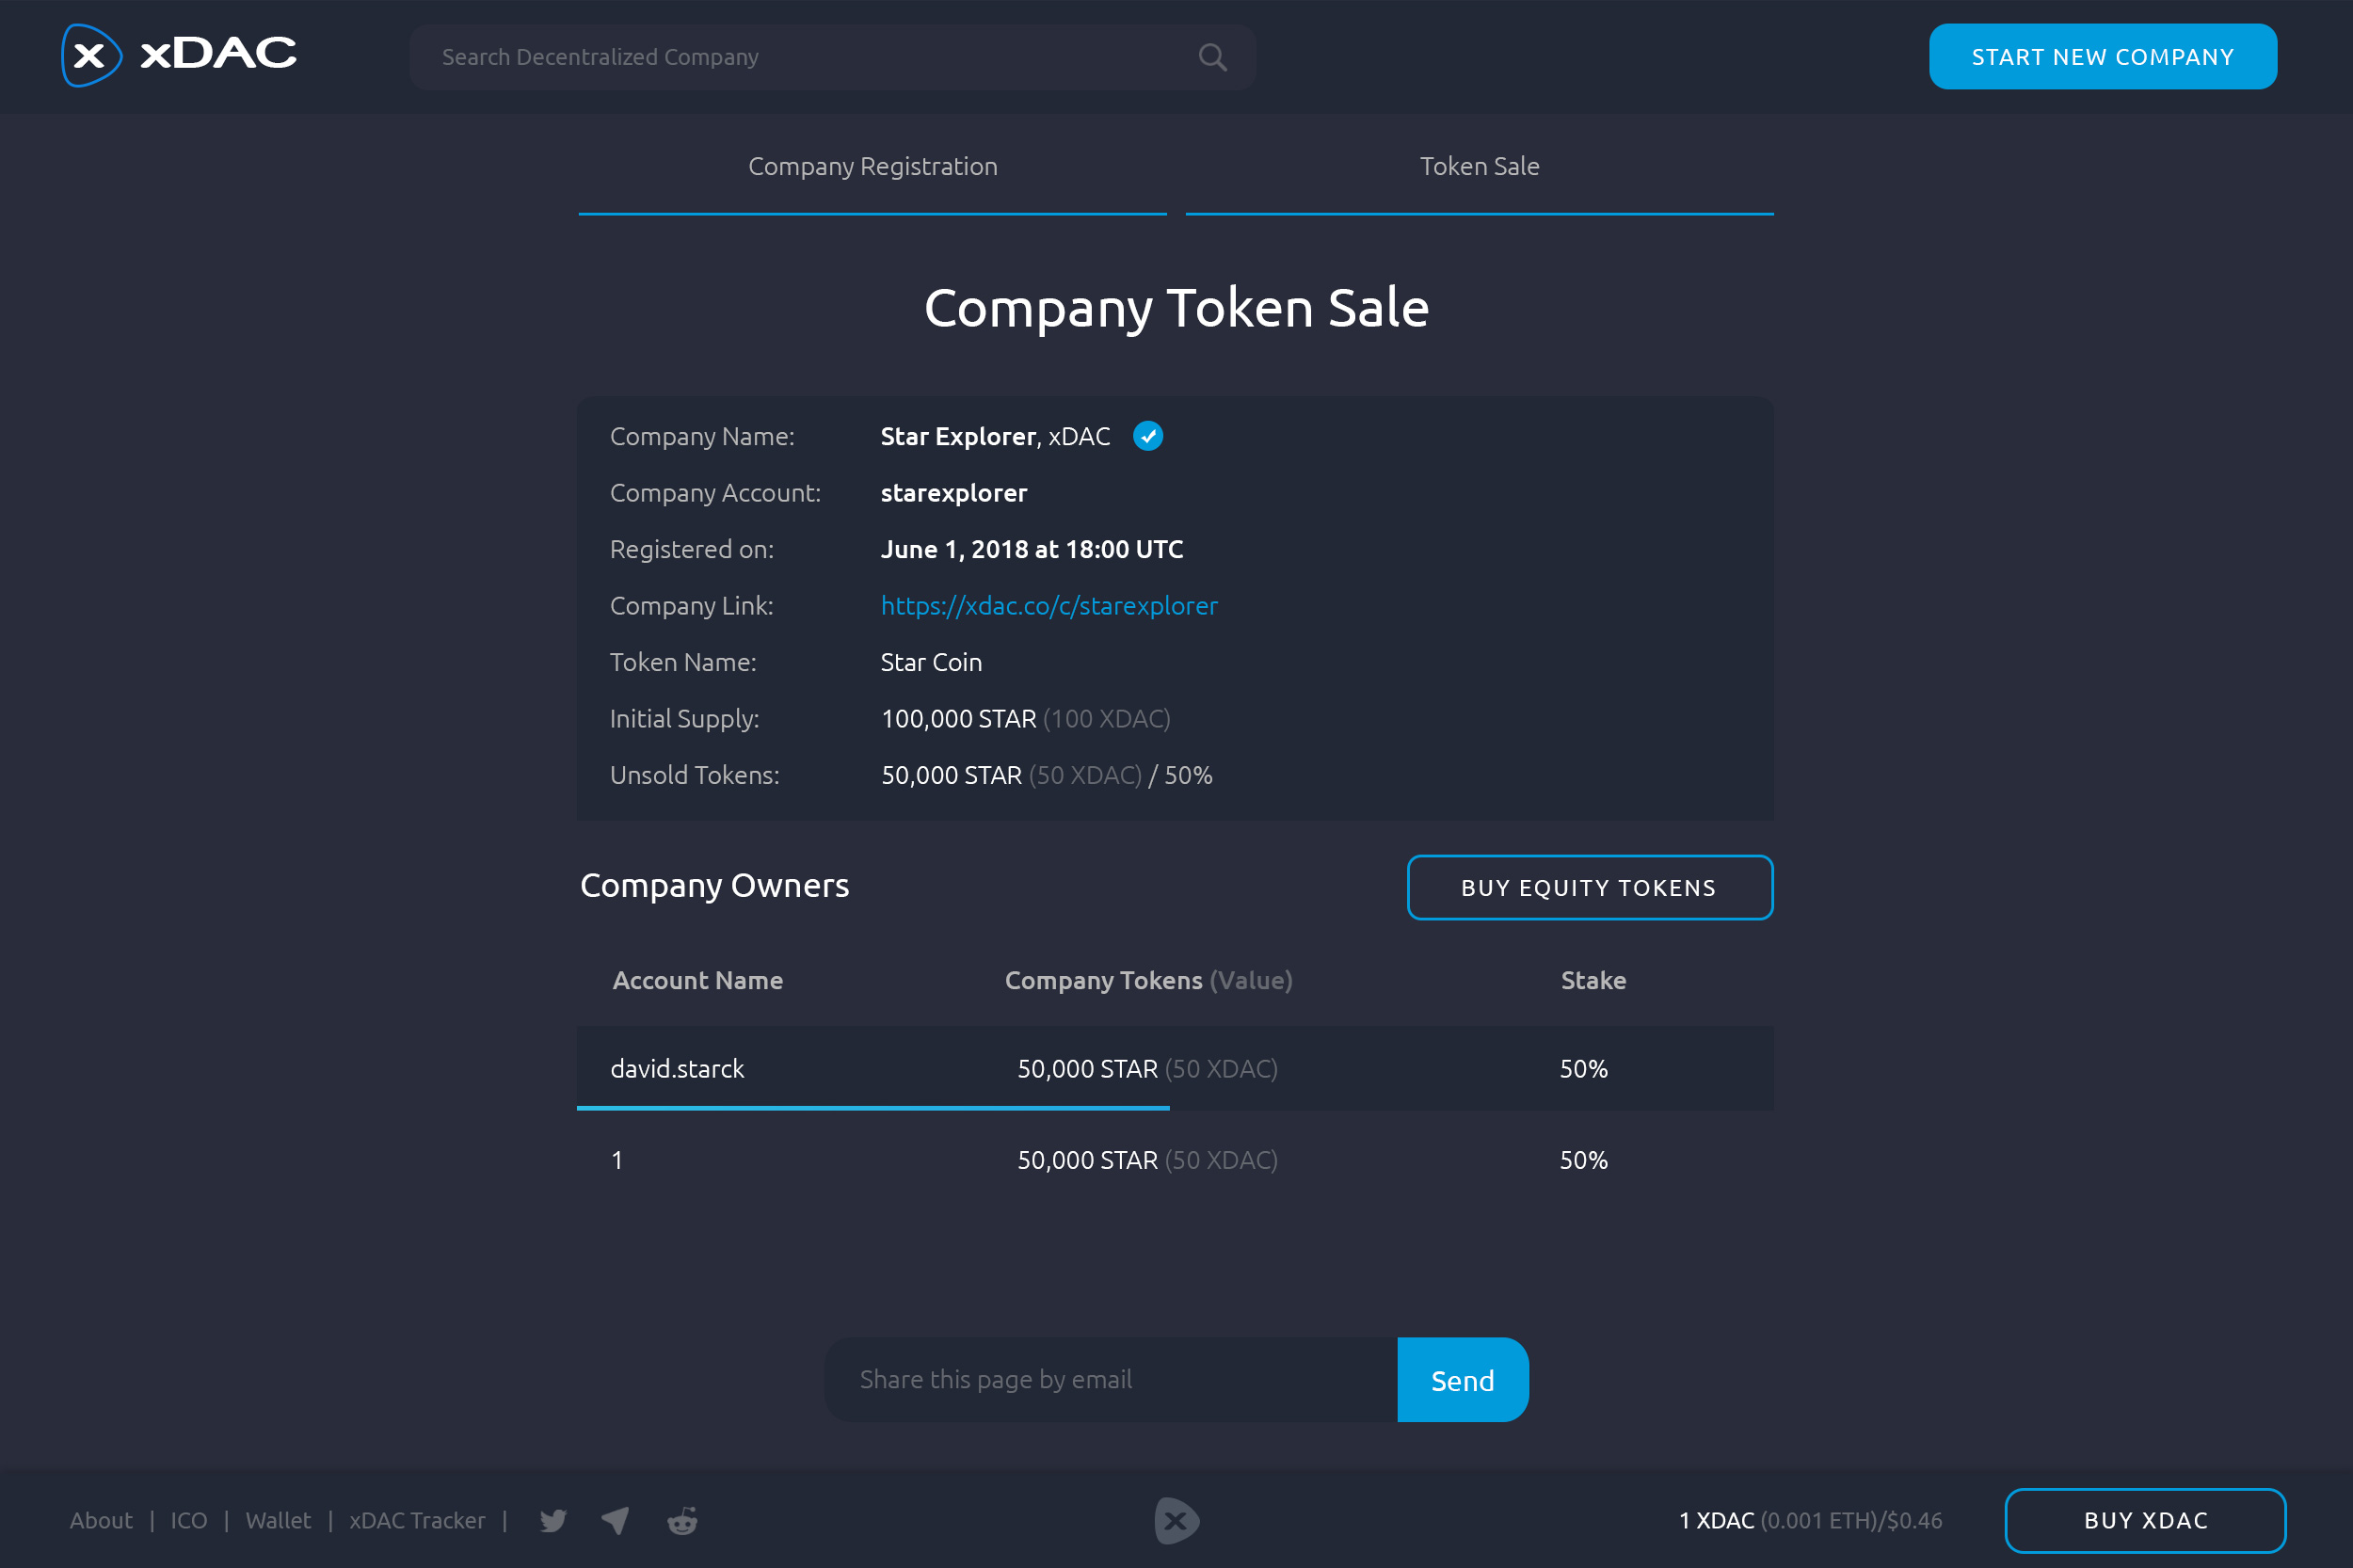 x xDAC
Search Decentralized Company
START NEW COMPANY
Company Registration
Token Sale
Company Token Sale
Company Name: Star Explorer, xDAC
Company Account: starexplorer
Registered on: June 1, 2018 at 18:00 UTC
Company Link: https://xdac.co/c/starexplorer
Token Name: Star Coin
Initial Supply: 100,000 STAR (100 XDAC)
Unsold Tokens: 50,000 STAR (50 XDAC) / 50%
Company Owners
BUY EQUITY TOKENS
Account Name Company Tokens (Value) Stake
david.starck 50,000 STAR (50 XDAC) 50%
1 50,000 STAR (50 XDAC) 50%
Share this page by email
Send
About | ICO | Wallet | xDAC Tracker |
x
1 XDAC (0.001 ETH)/$0.46
BUY XDAC